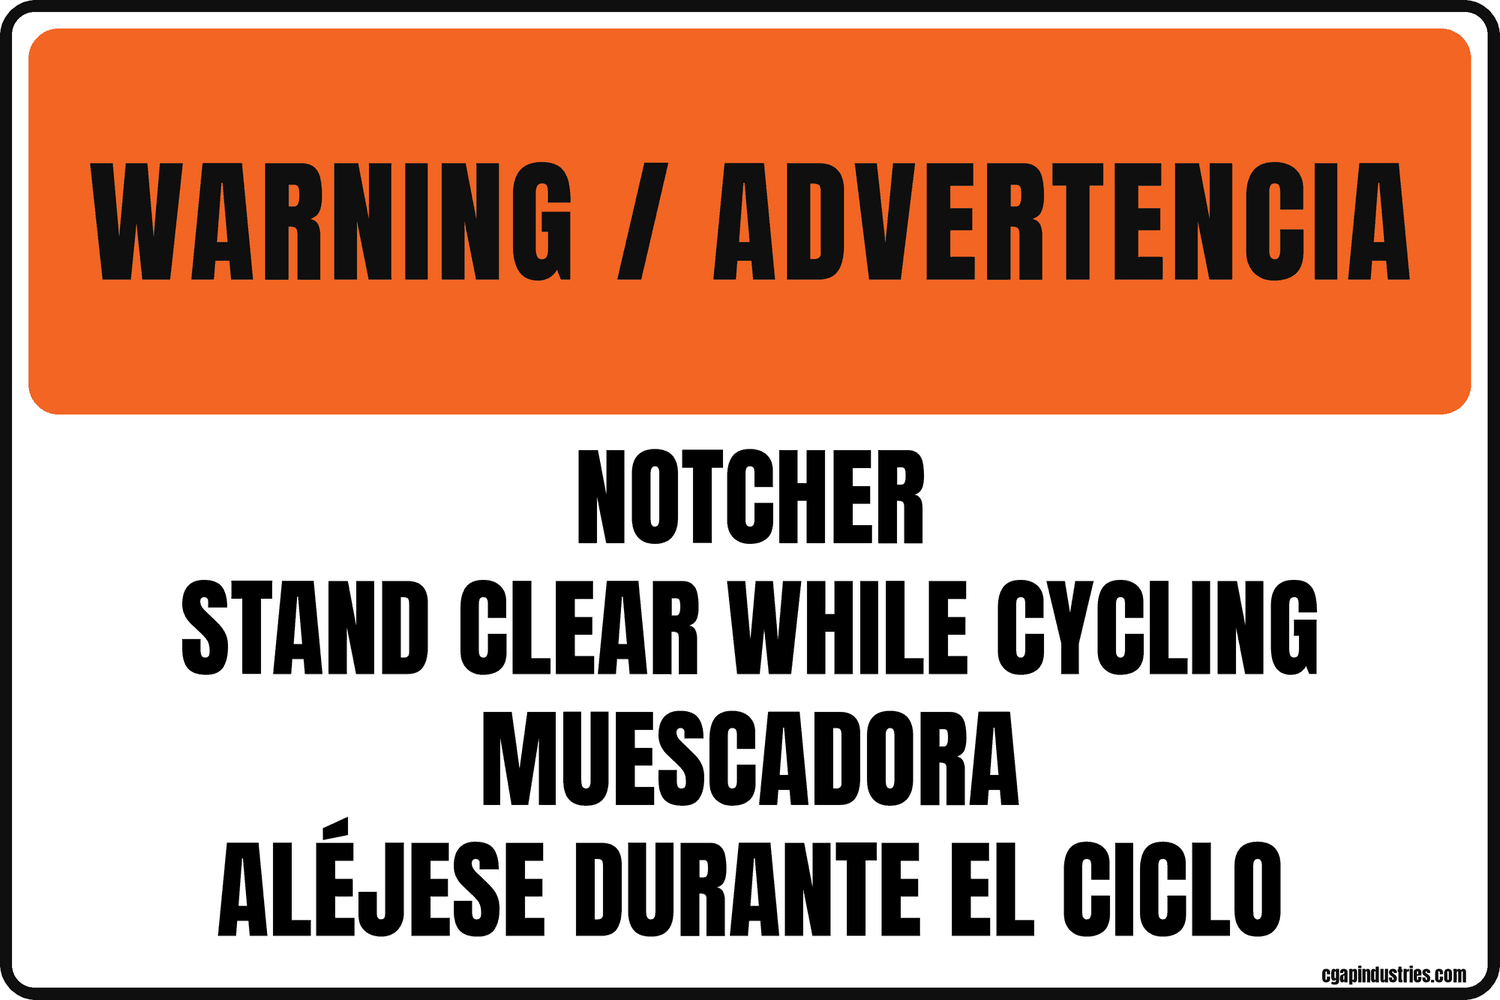 WARNING / ADVERTENCIA
NOTCHER
STAND CLEAR WHILE CYCLING
MUESCADORA
ALÉJESE DURANTE EL CICLO
cgapindustries.com